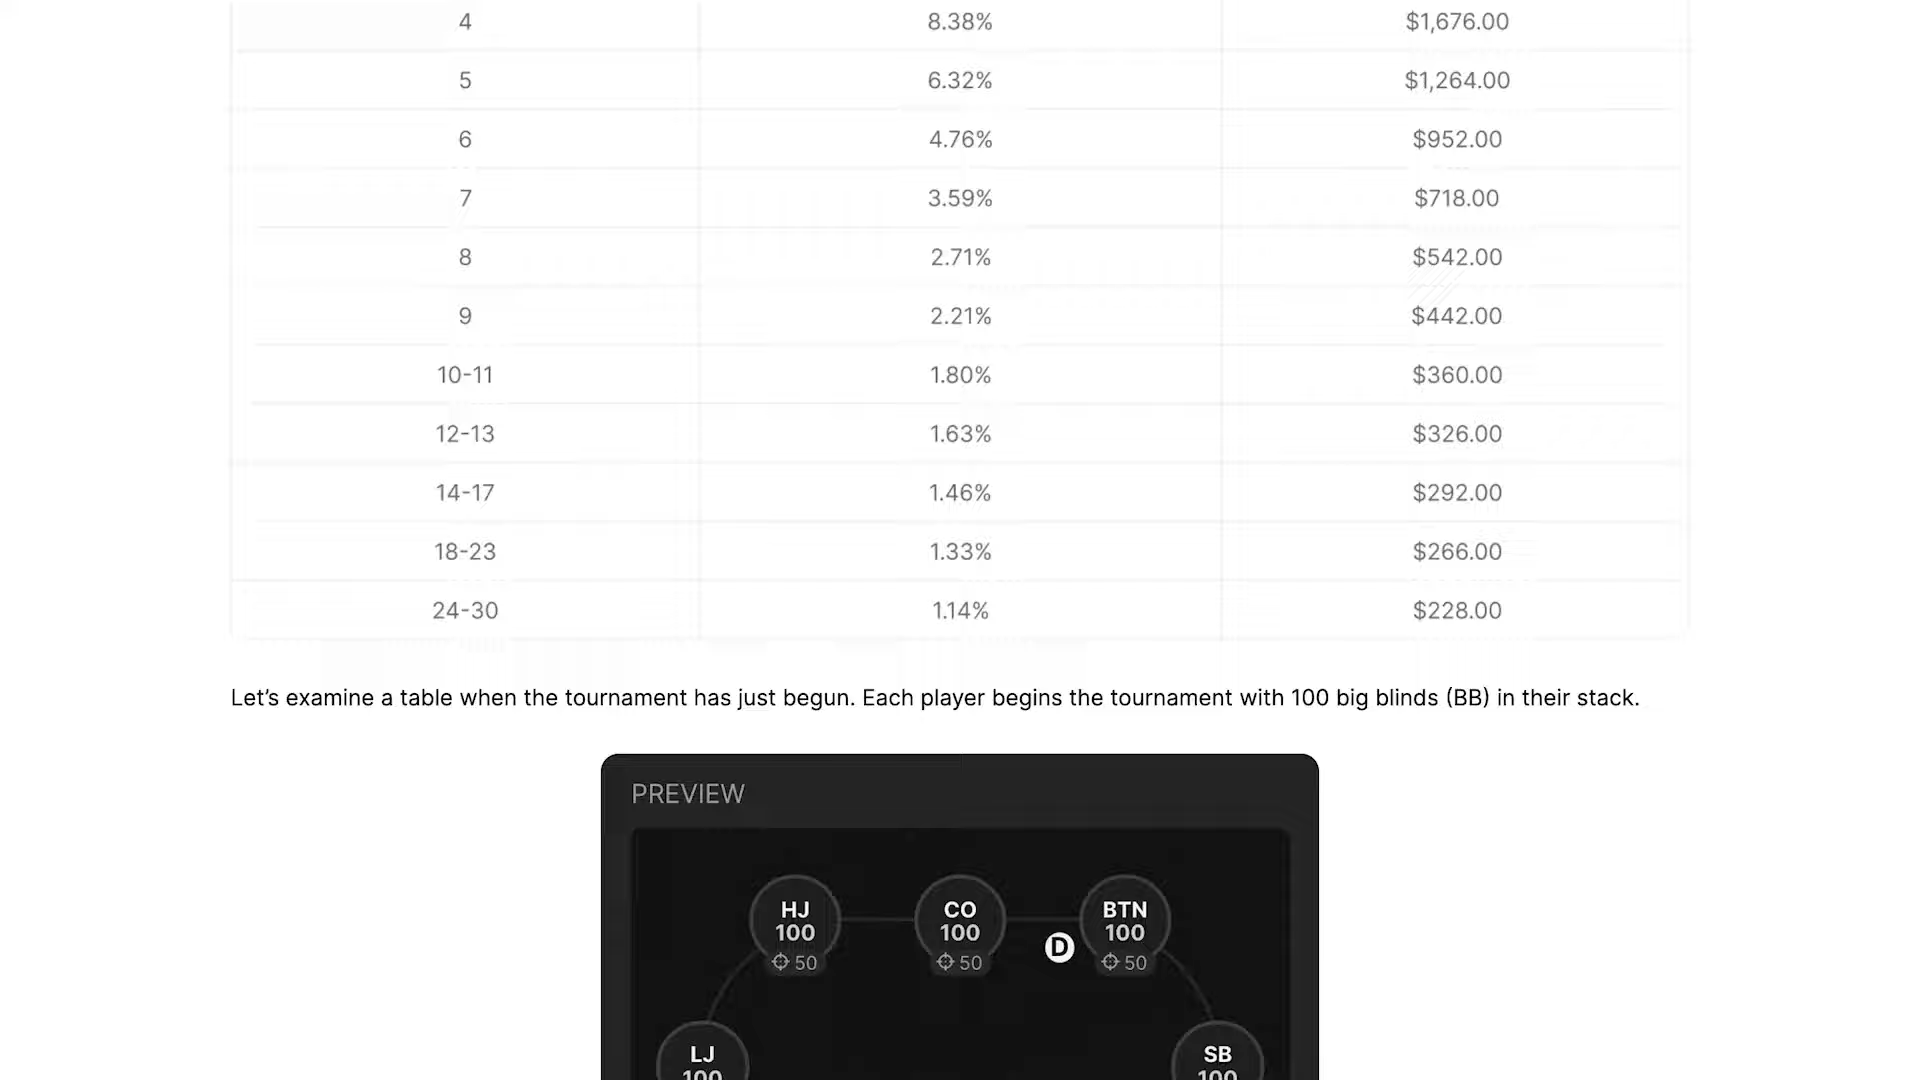 4 8.38% $1,676.00
5 6.32% $1,264.00
6 4.76% $952.00
7 3.59% $718.00
8 2.71% $542.00
9 2.21% $442.00
10-11 1.80% $360.00
12-13 1.63% $326.00
14-17 1.46% $292.00
18-23 1.33% $266.00
24-30 1.14% $228.00
Let’s examine a table when the tournament has just begun. Each player begins the tournament with 100 big blinds (BB) in their stack.
PREVIEW
HJ CO BTN
100 100 D 100
50 50 50
LJ SB
100 100